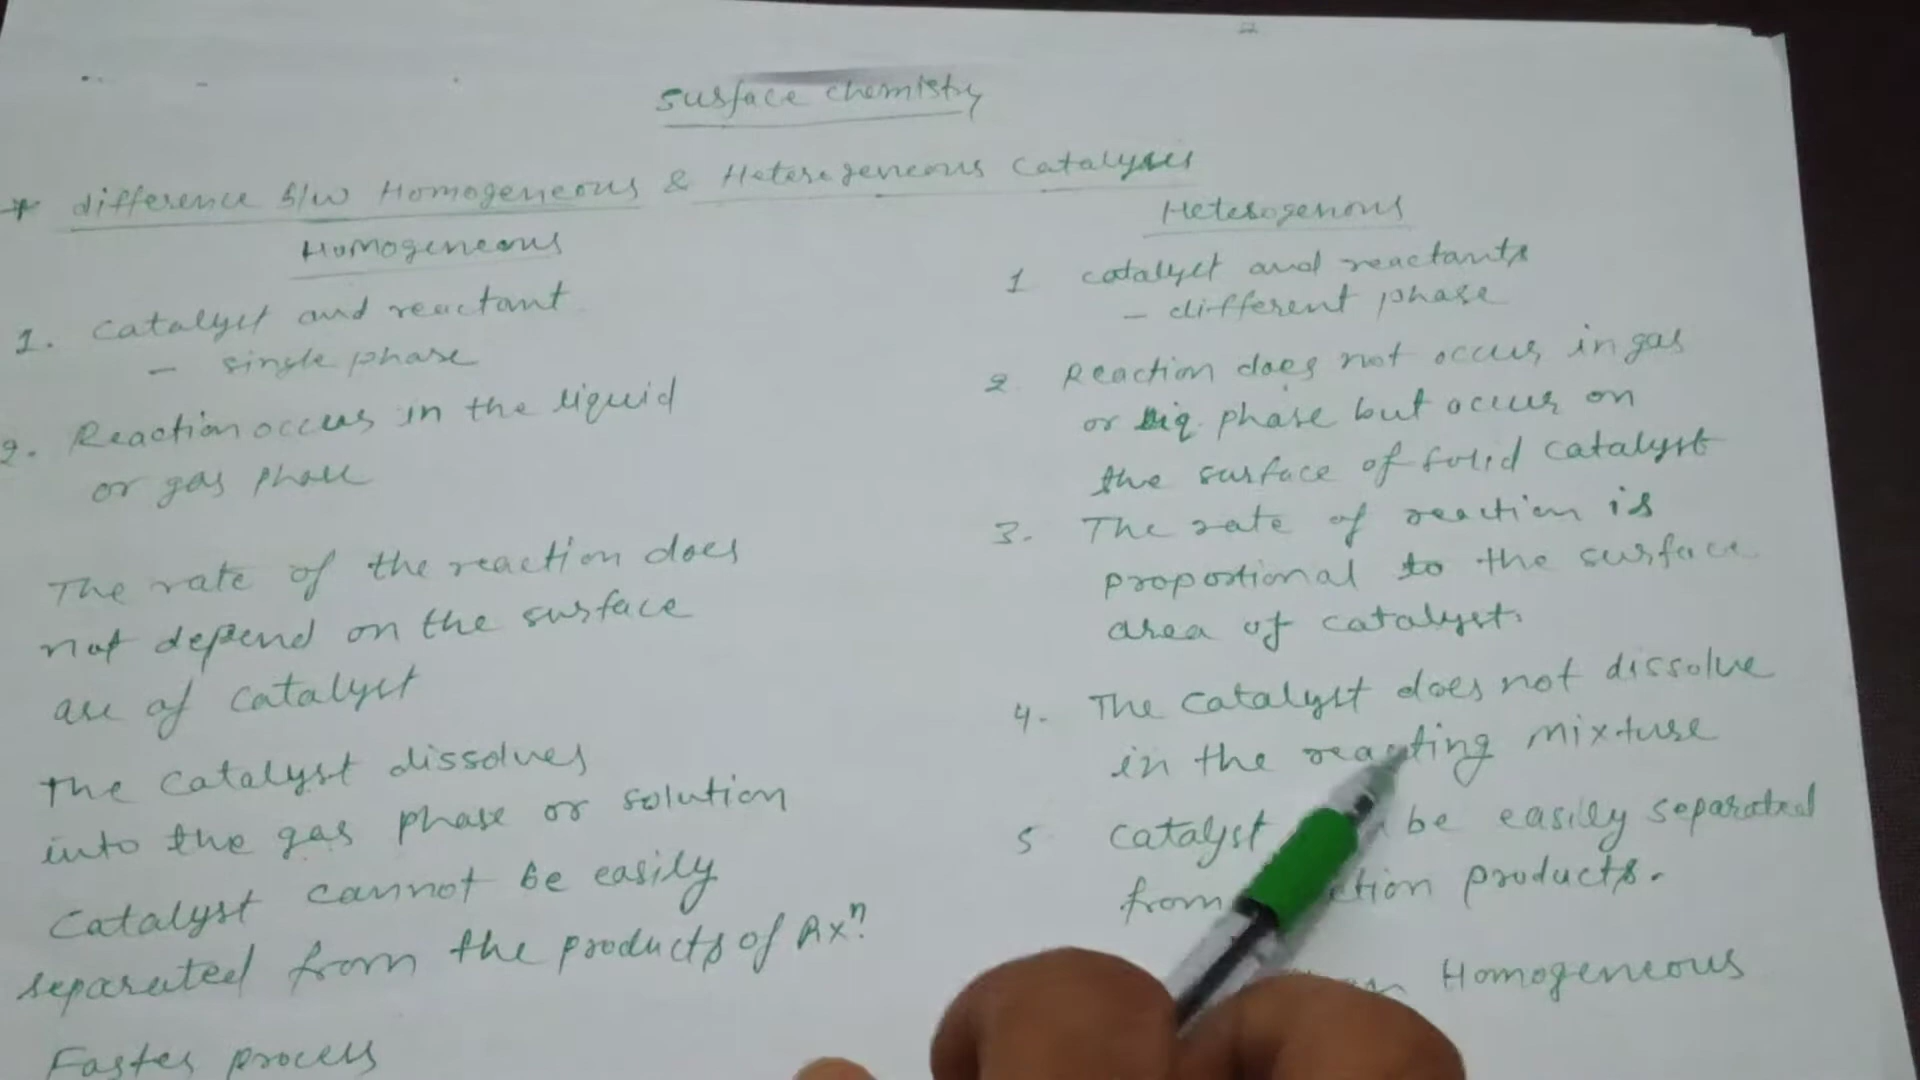 Surface chemistry
* difference b/w Homogeneous & Heterogeneous Catalyses
Homogeneous
1. Catalyst and reactant
- single phase
2. Reaction occurs in the liquid
or gas phase
The rate of the reaction does
not depend on the surface
are of catalyst
The catalyst dissolves
into the gas phase or solution
Catalyst cannot be easily
separated from the products of Rxn.
Faster process
Heterogenous
1 catalyst and reactants
- different phase
2 Reaction does not occur in gas
or liq. phase but occur on
the surface of solid catalyst
3. The rate of reaction is
proportional to the surface
area of catalyst.
4. The catalyst does not dissolve
in the reacting mixture
5 catalyst be easily separated
from products.
Homogeneous